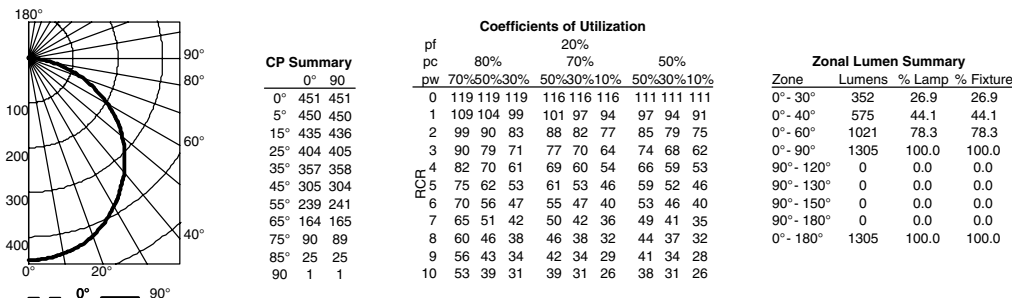 180°
90°
80°
100
60°
200
300
40°
400
0° 20°
0° 90°
CP Summary
0° 90
0° 451 451
5° 450 450
15° 435 436
25° 404 405
35° 357 358
45° 305 304
55° 239 241
65° 164 165
75° 90 89
85° 25 25
90 1 1
Coefficients of Utilization
pf 20%
pc 80% 70% 50%
pw 70%50%30% 50%30%10% 50%30%10%
RCR
0 119 119 119 116 116 116 111 111 111
1 109 104 99 101 97 94 97 94 91
2 99 90 83 88 82 77 85 79 75
3 90 79 71 77 70 64 74 68 62
4 82 70 61 69 60 54 66 59 53
5 75 62 53 61 53 46 59 52 46
6 70 56 47 55 47 40 53 46 40
7 65 51 42 50 42 36 49 41 35
8 60 46 38 46 38 32 44 37 32
9 56 43 34 42 34 29 41 34 28
10 53 39 31 39 31 26 38 31 26
Zonal Lumen Summary
Zone Lumens % Lamp % Fixture
0°- 30° 352 26.9 26.9
0°- 40° 575 44.1 44.1
0°- 60° 1021 78.3 78.3
0°- 90° 1305 100.0 100.0
90°- 120° 0 0.0 0.0
90°- 130° 0 0.0 0.0
90°- 150° 0 0.0 0.0
90°- 180° 0 0.0 0.0
0°- 180° 1305 100.0 100.0